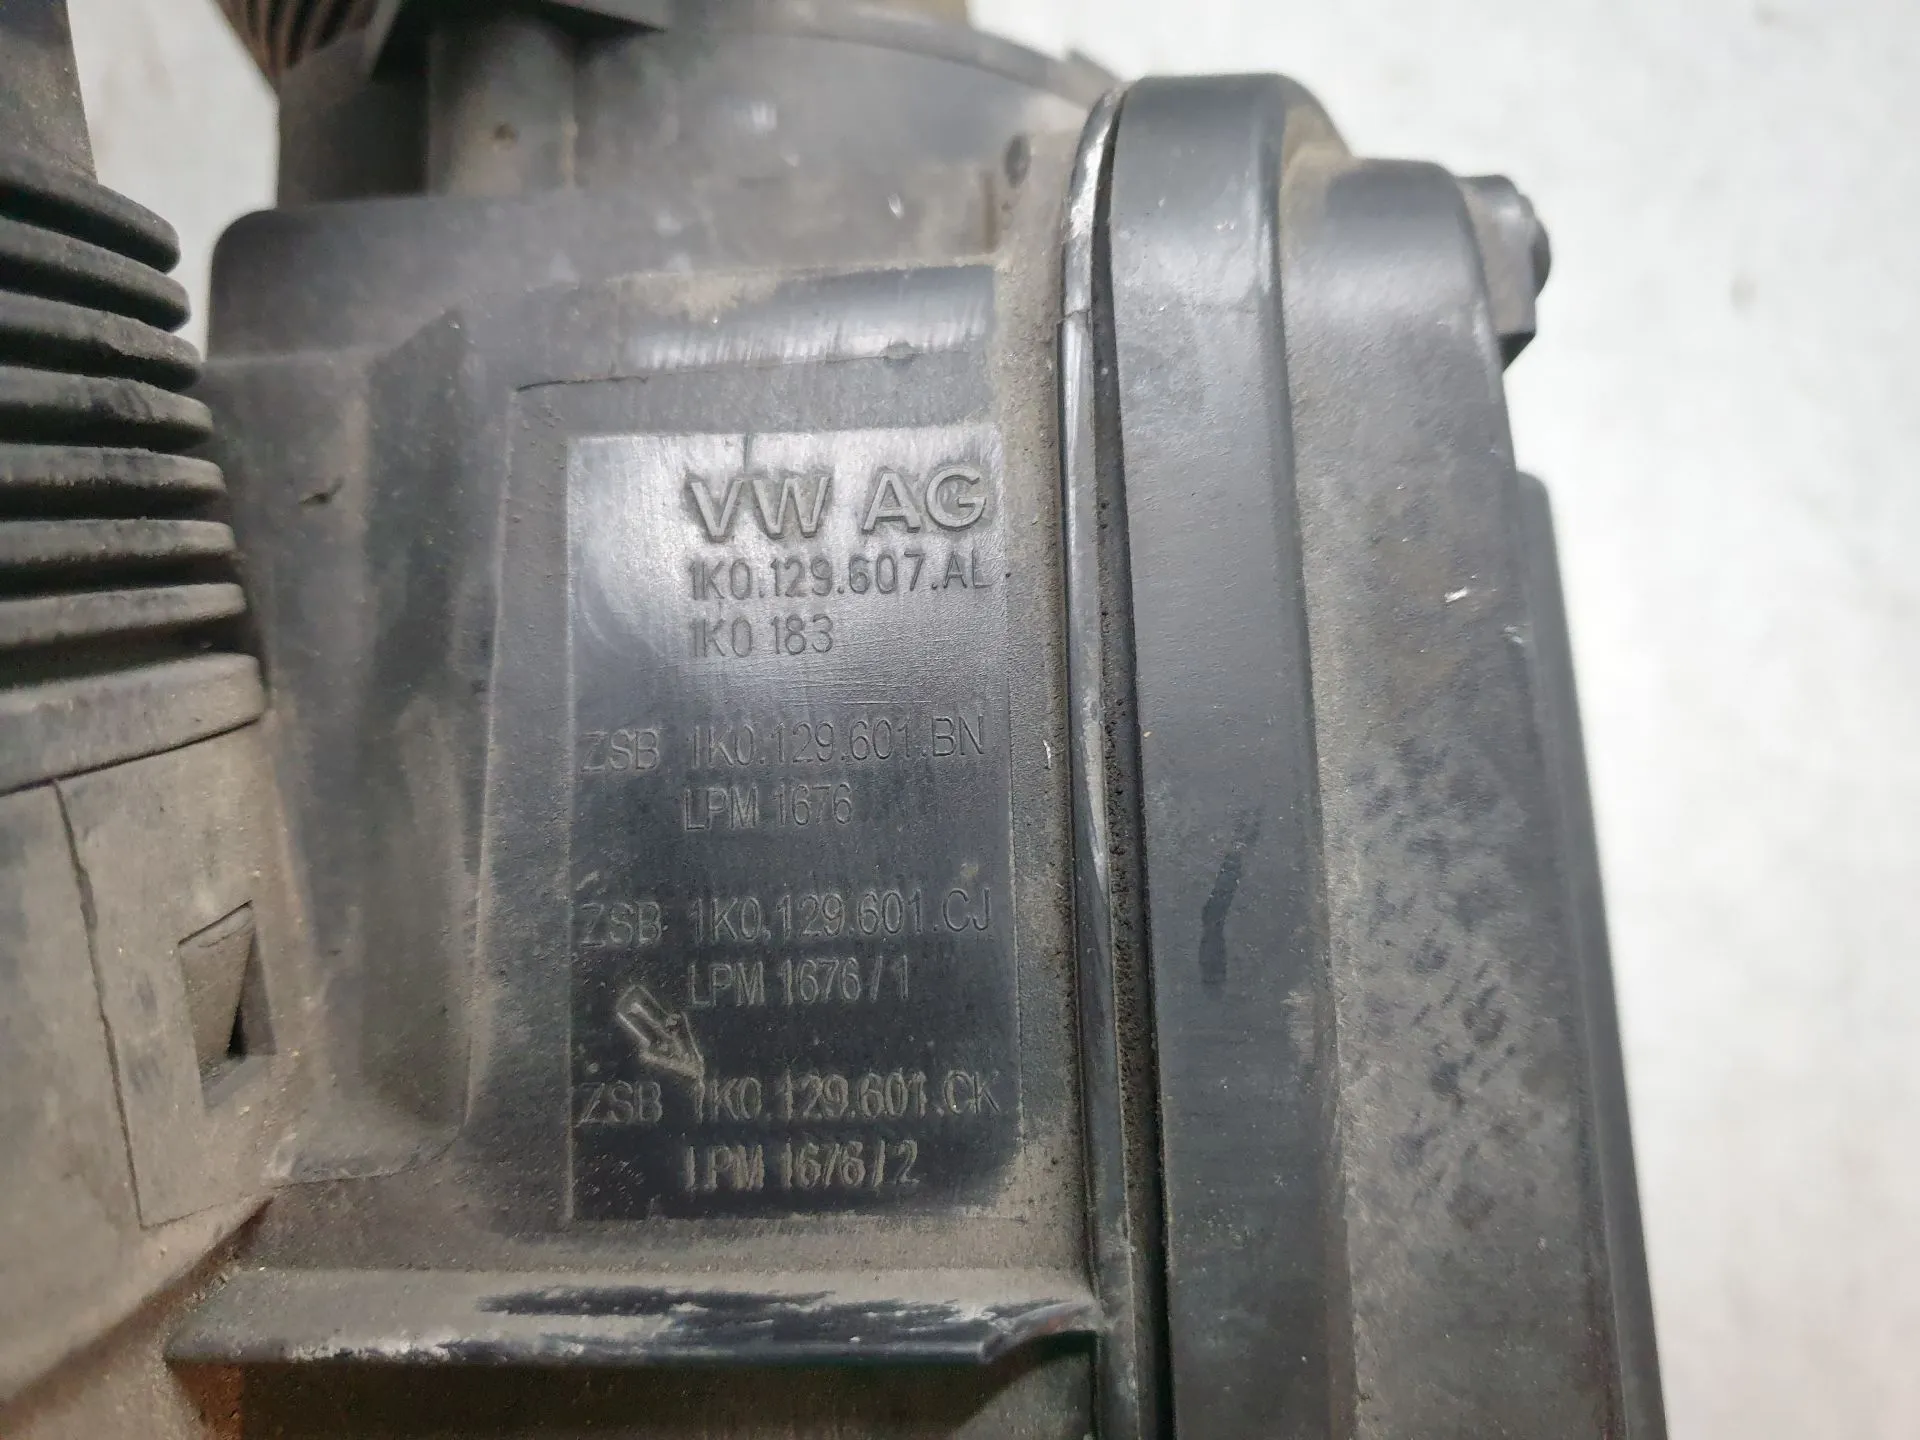 VW AG
1K0.129.607.AL
1K0 183
ZSB 1K0.129.601.BN
LPM 1676
ZSB 1K0.129.601.CJ
LPM 1676/1
ZSB 1K0.129.601.CK
LPM 1676/2